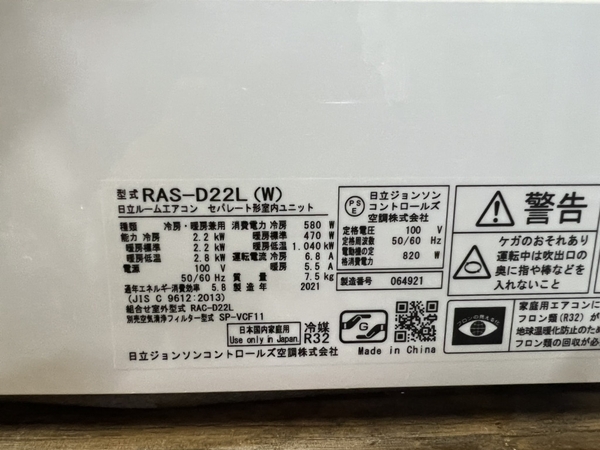 型式 RAS-D22L(W)
日立ルームエアコン セパレート形室内ユニット
種類 冷房・暖房兼用
能力 冷房 2.2 kW
暖房標準 2.2 kW
暖房低温 2.8 kW
電源 100 V
50/60 Hz
消費電力 冷房 580 W
暖房標準 470 W
暖房低温 1.040 kW
運転電流 冷房 6.8 A
暖房 5.5 A
質量 7.5 kg
通年エネルギー消費効率 5.8 製造年 2021
(JIS C 9612:2013)
組合せ室外型式 RAC-D22L
別売空気清浄フィルター型式 SP-VCF11
日本国内家庭用
Use only in Japan.
冷媒
R32
日立ジョンソンコントロールズ空調株式会社
PS
E
日立ジョンソン
コントロールズ
空調株式会社
定格電圧 100 V
定格周波数 50/60 Hz
電動機の定
格消費電力 820 W
製造番号 064921
G
Made in China
警告
ケガのおそれあり
運転中は吹出口の
奥に指や棒などを
入れないこと
フロンの見える化
家庭用エアコンに
フロン類(R32)が
地球温暖化防止のため
フロン類の回収が必